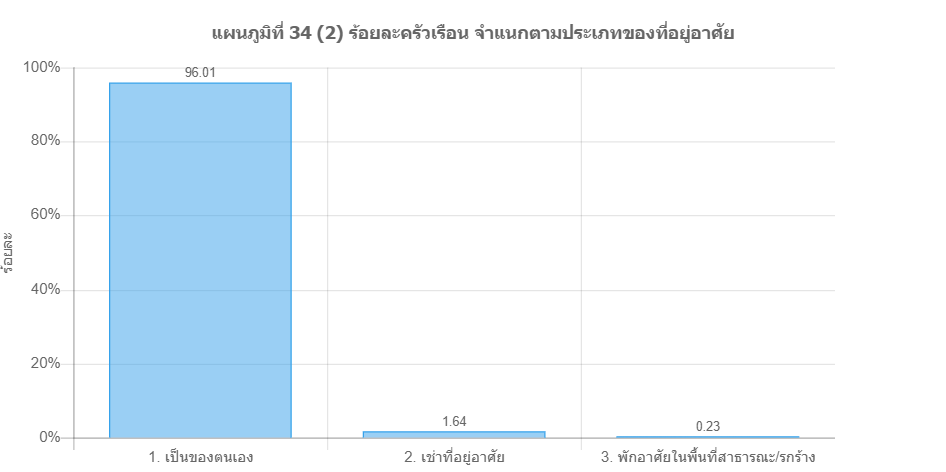 แผนภูมิที่ 34 (2) ร้อยละครัวเรือน จำแนกตามประเภทของที่อยู่อาศัย
100%
96.01
80%
60%
ร้อยละ
40%
20%
1.64
0.23
0%
1. เป็นของตนเอง
2. เช่าที่อยู่อาศัย
3. พักอาศัยในพื้นที่สาธารณะ/รกร้าง